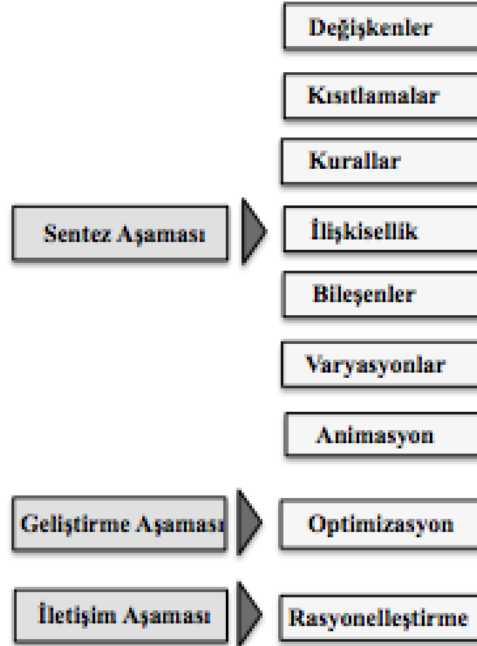 Değişkenler
Kısıtlamalar
Kurallar
Sentez Aşaması
İlişkisellik
Bileşenler
Varyasyonlar
Animasyon
Geliştirme Aşaması
Optimizasyon
İletişim Aşaması
Rasyonelleştirme